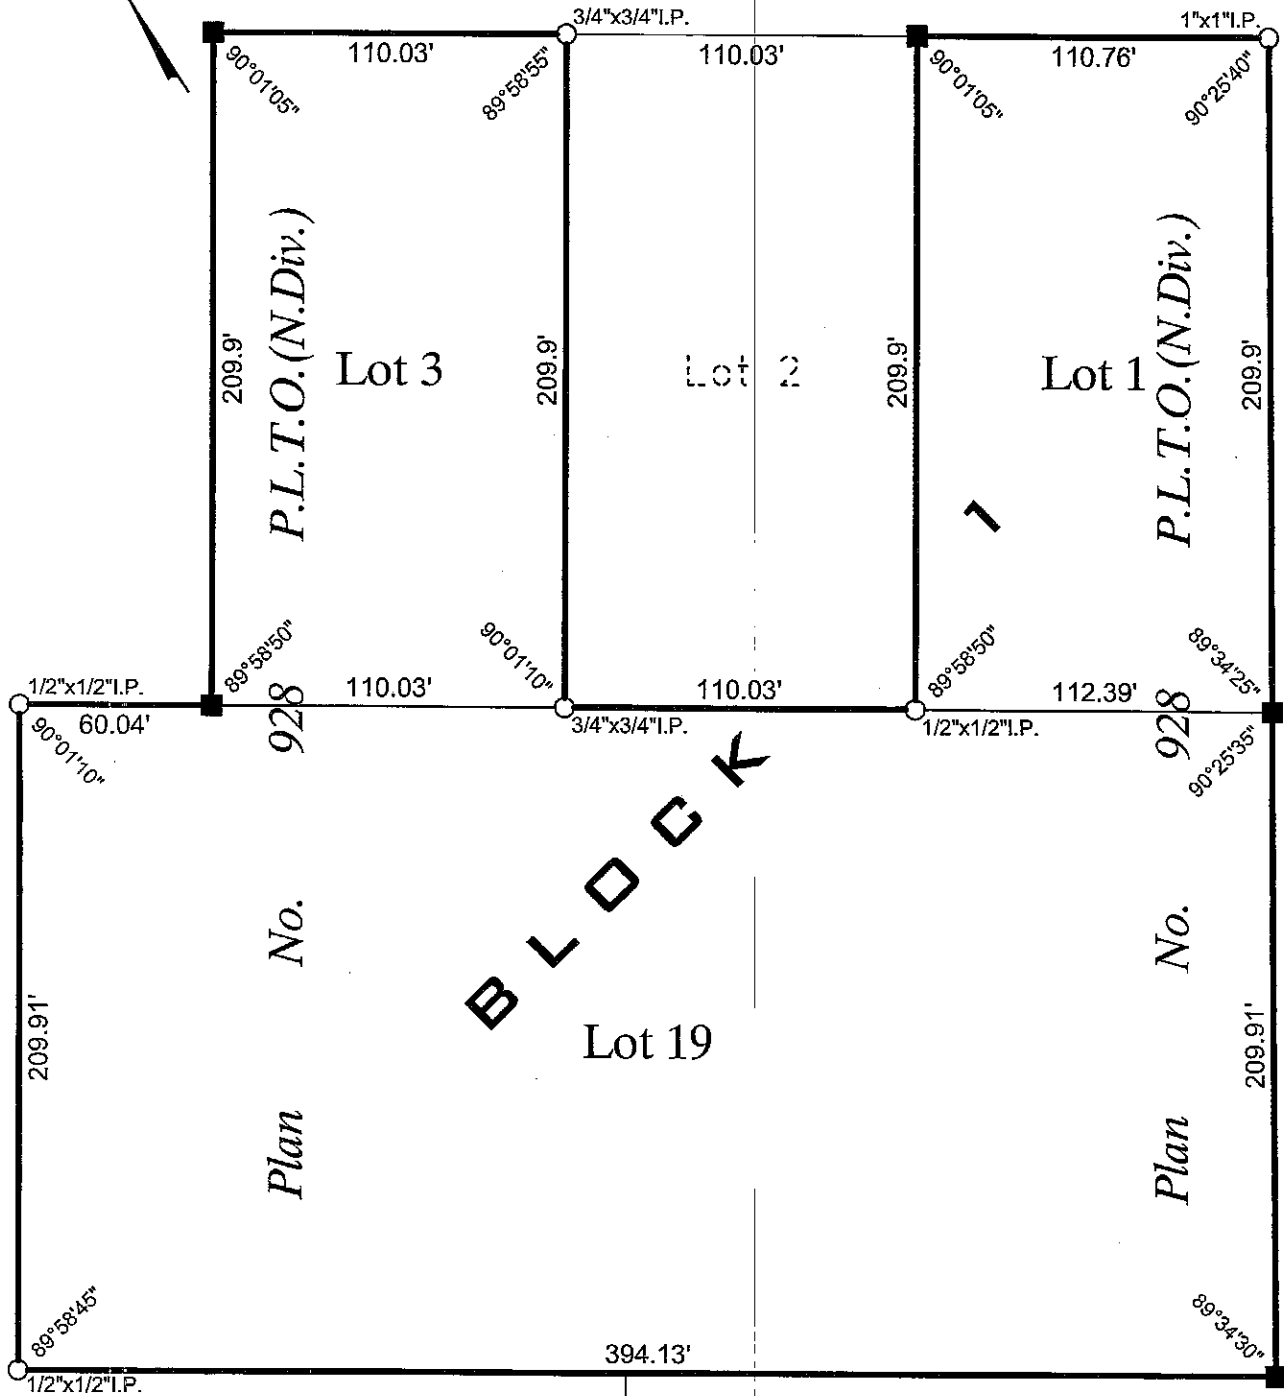 3/4"x3/4"I.P.
1"x1"I.P.
110.03'
110.03'
110.76'
90°01'05"
89°58'55"
90°01'05"
90°25'40"
209.9'
P.L.T.O.(N.Div.)
Lot 3
209.9'
Lot 2
209.9'
Lot 1
P.L.T.O.(N.Div.)
209.9'
1
89°58'50"
90°01'10"
89°58'50"
89°34'25"
1/2"x1/2"I.P.
60.04'
110.03'
110.03'
112.39'
928
928
3/4"x3/4"I.P.
1/2"x1/2"I.P.
90°01'10"
90°25'35"
BLOCK
No.
No.
209.91'
Lot 19
209.91'
Plan
Plan
89°58'45"
89°34'30"
394.13'
1/2"x1/2"I.P.